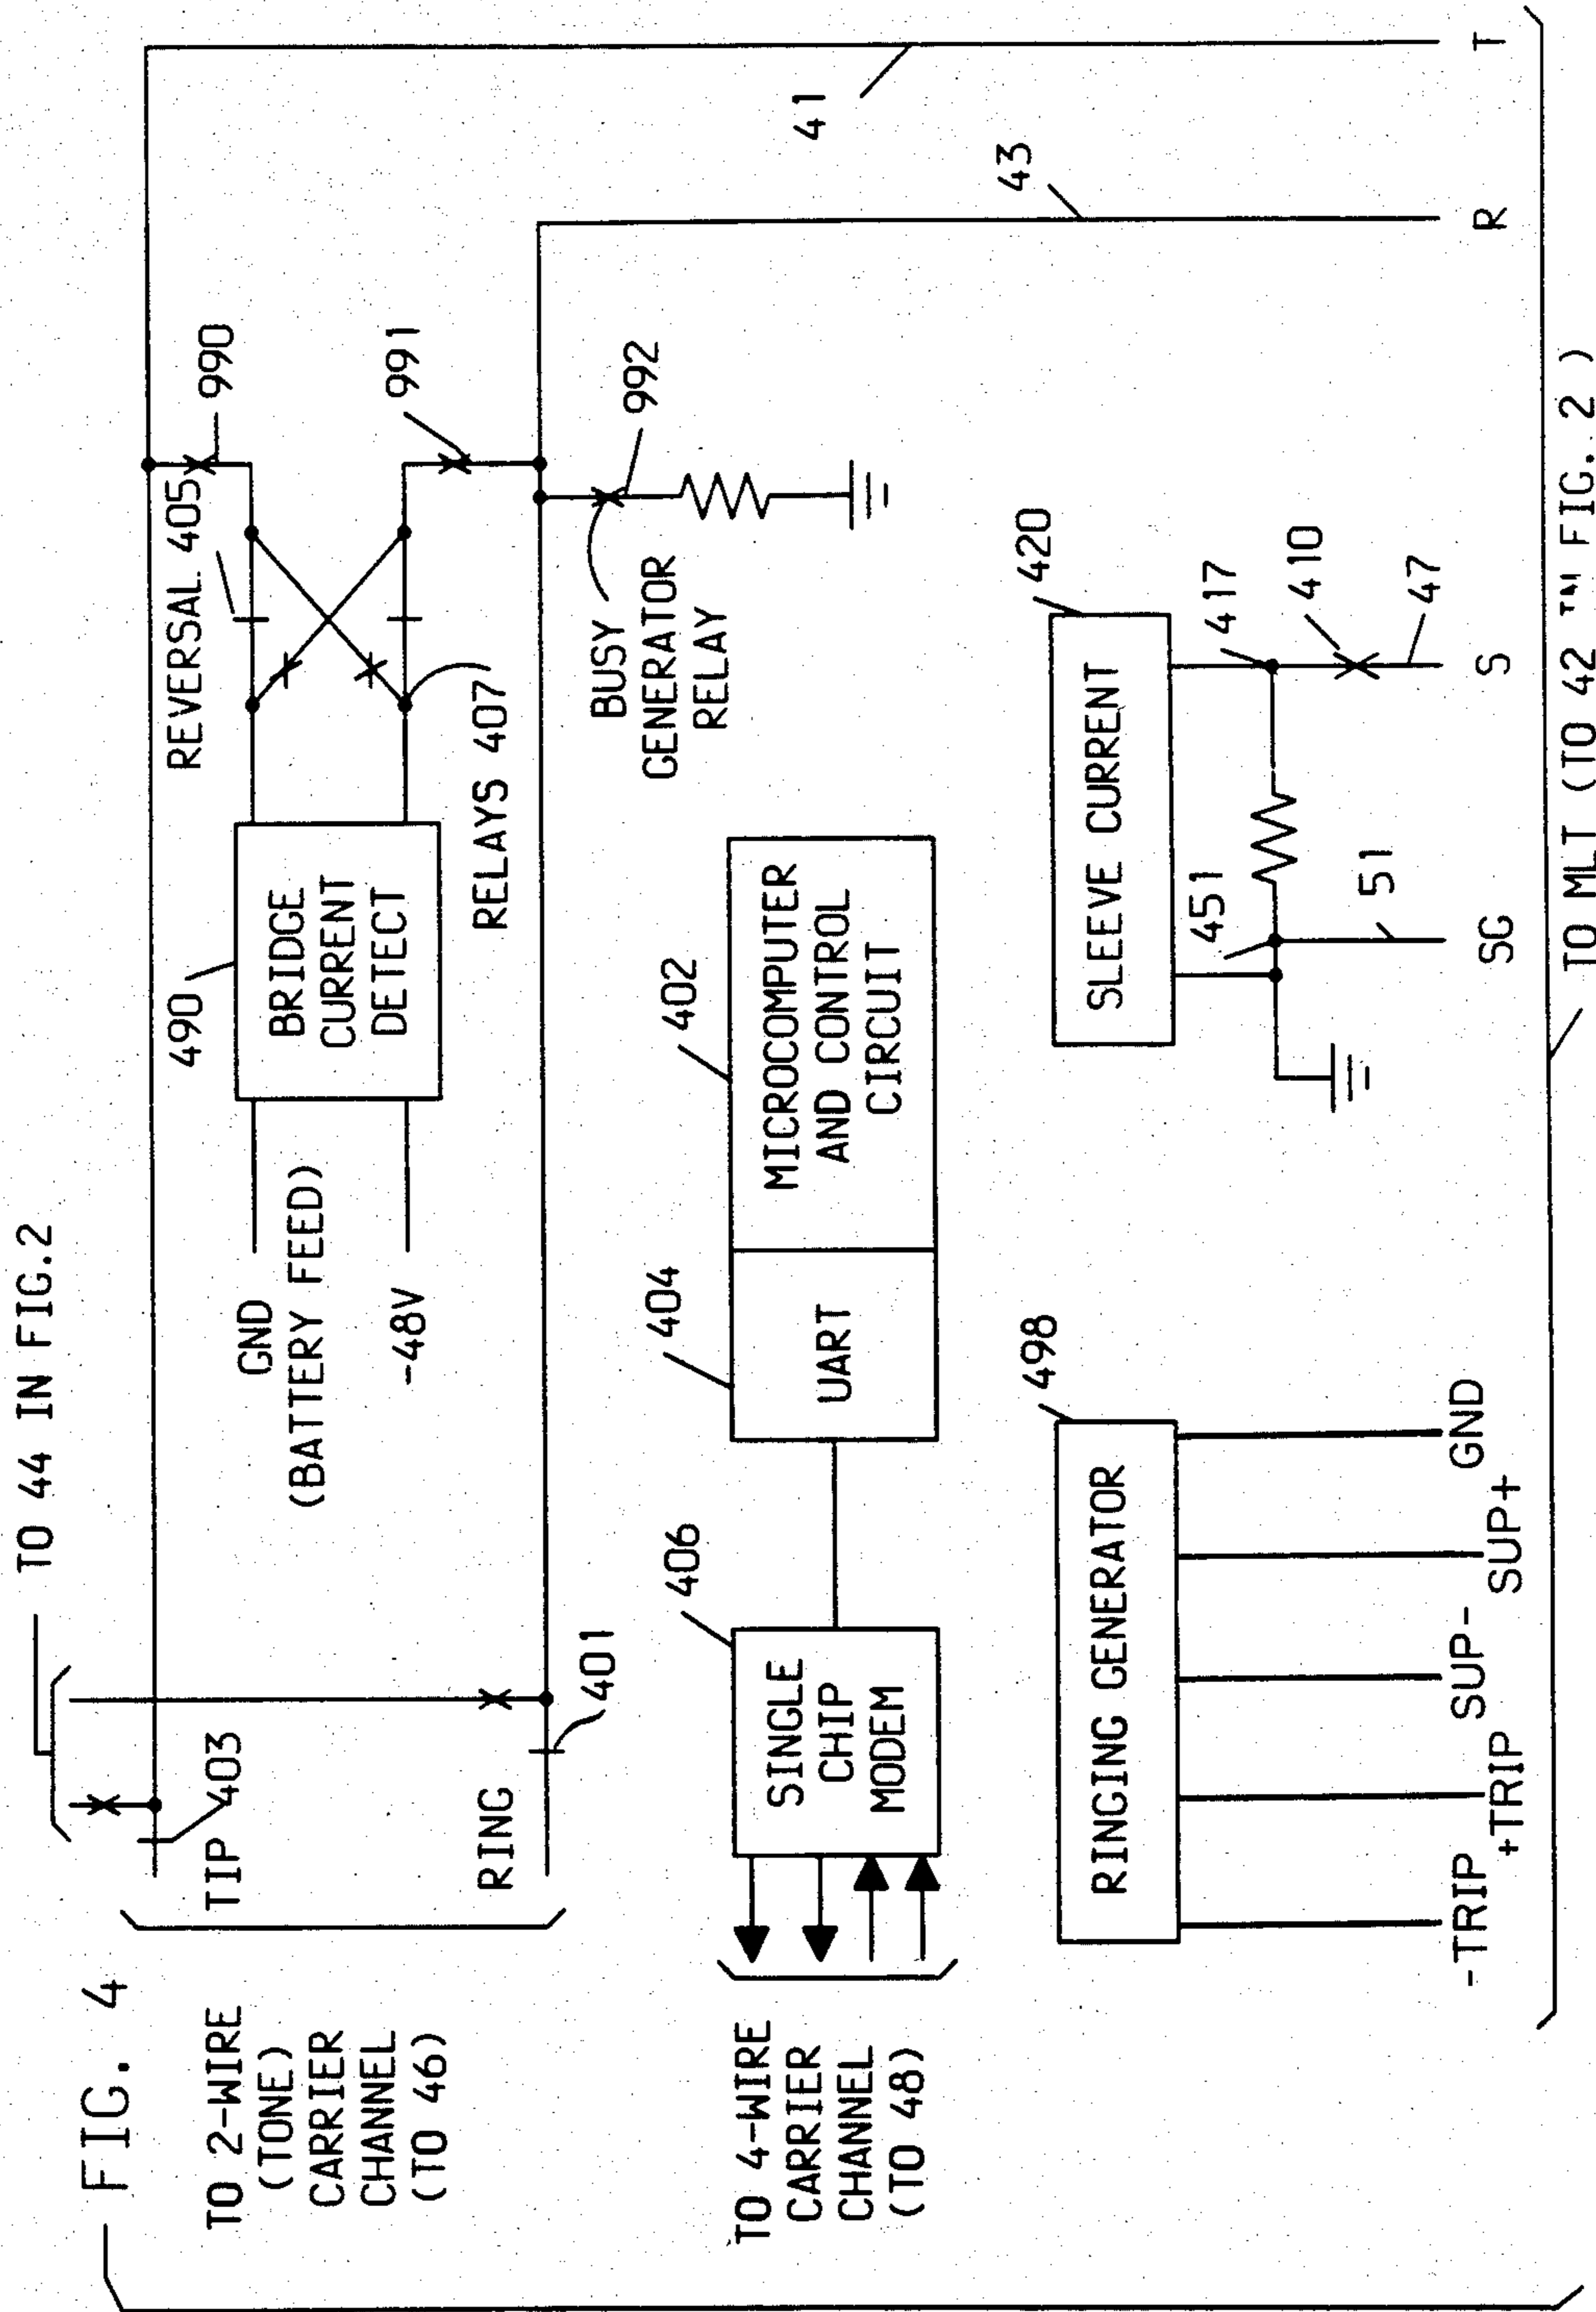 FIG. 4
TO 44 IN FIG.2
TO 2-WIRE
(TONE)
CARRIER
CHANNEL
(TO 46)
TIP 403
RING
401
GND
(BATTERY FEED)
-48V
490
BRIDGE
CURRENT
DETECT
REVERSAL 405
RELAYS 407
990
991
992
BUSY
GENERATOR
RELAY
41
43
TO 4-WIRE
CARRIER
CHANNEL
(TO 48)
406
SINGLE
CHIP
MODEM
404
UART
402
MICROCOMPUTER
AND CONTROL
CIRCUIT
498
RINGING GENERATOR
-TRIP
+TRIP
SUP-
SUP+
GND
420
SLEEVE CURRENT
451
417
410
51
47
SG
S
R
T
TO MLT (TO 42 FIG. 2 )